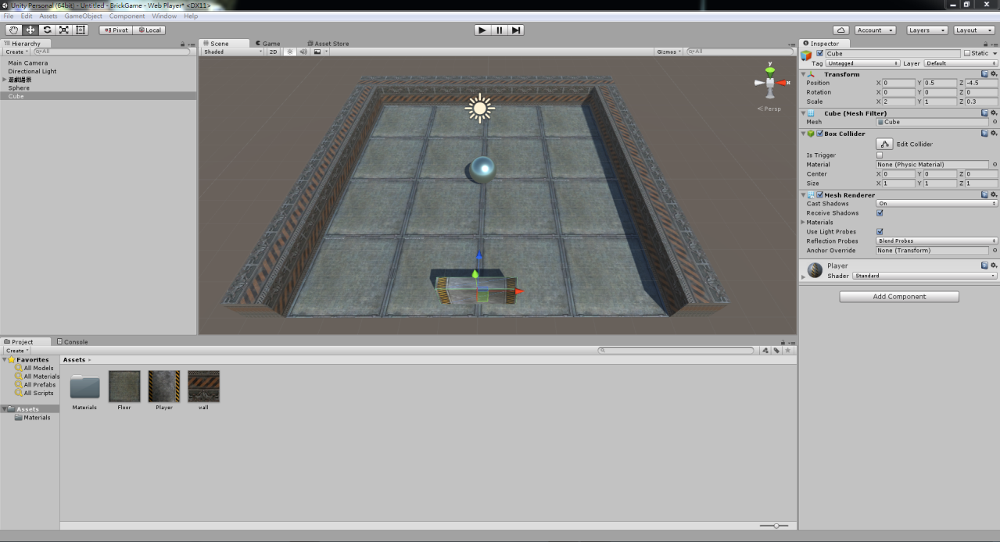 Unity Personal (64bit) - Untitled - BrickGame - Web Player* <DX11>
File Edit Assets GameObject Component Window Help
Pivot Local Account Layers Layout
Hierarchy
Create All
Main Camera
Directional Light
遊戲場景
Sphere
Cube
Scene Game Asset Store
Shaded 2D Gizmos All
y
x
Persp
Inspector
Cube Static
Tag Untagged Layer Default
Transform
Position X 0 Y 0.5 Z -4.5
Rotation X 0 Y 0 Z 0
Scale X 2 Y 1 Z 0.3
Cube (Mesh Filter)
Mesh Cube
Box Collider
Edit Collider
Is Trigger
Material None (Physic Material)
Center X 0 Y 0 Z 0
Size X 1 Y 1 Z 1
Mesh Renderer
Cast Shadows On
Receive Shadows
Materials
Use Light Probes
Reflection Probes Blend Probes
Anchor Override None (Transform)
Player
Shader Standard
Add Component
Project Console
Create
Favorites
All Models
All Materials
All Prefabs
All Scripts
Assets
Materials
Assets
Materials Floor Player wall